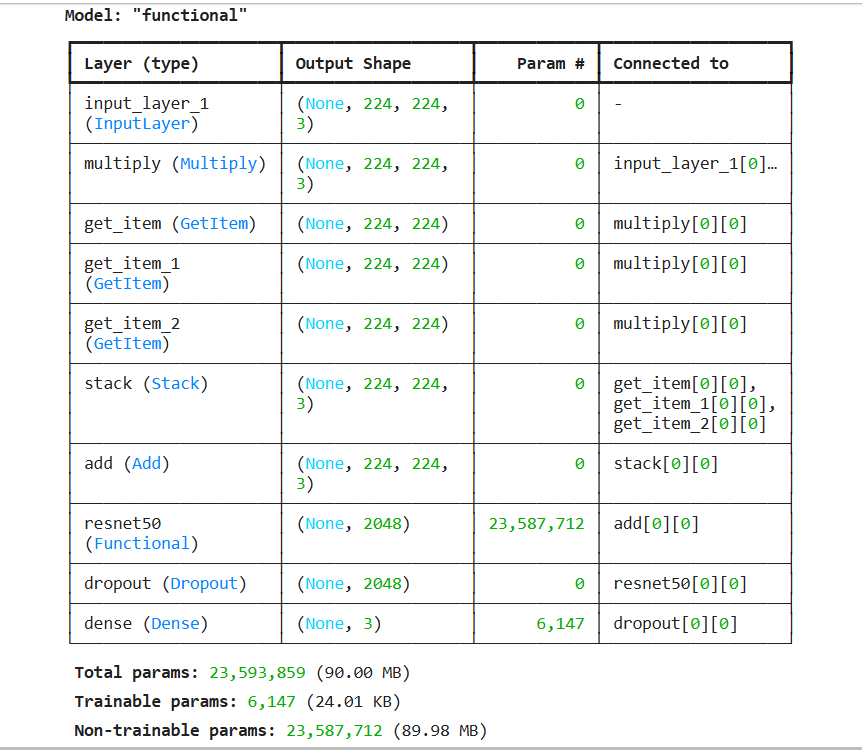 Model: "functional"
Layer (type) Output Shape Param # Connected to
input_layer_1 (None, 224, 224, 0 -
(InputLayer) 3)
multiply (Multiply) (None, 224, 224, 0 input_layer_1[0]…
3)
get_item (GetItem) (None, 224, 224) 0 multiply[0][0]
get_item_1 (None, 224, 224) 0 multiply[0][0]
(GetItem)
get_item_2 (None, 224, 224) 0 multiply[0][0]
(GetItem)
stack (Stack) (None, 224, 224, 0 get_item[0][0],
3) get_item_1[0][0],
get_item_2[0][0]
add (Add) (None, 224, 224, 0 stack[0][0]
3)
resnet50 (None, 2048) 23,587,712 add[0][0]
(Functional)
dropout (Dropout) (None, 2048) 0 resnet50[0][0]
dense (Dense) (None, 3) 6,147 dropout[0][0]
Total params: 23,593,859 (90.00 MB)
Trainable params: 6,147 (24.01 KB)
Non-trainable params: 23,587,712 (89.98 MB)